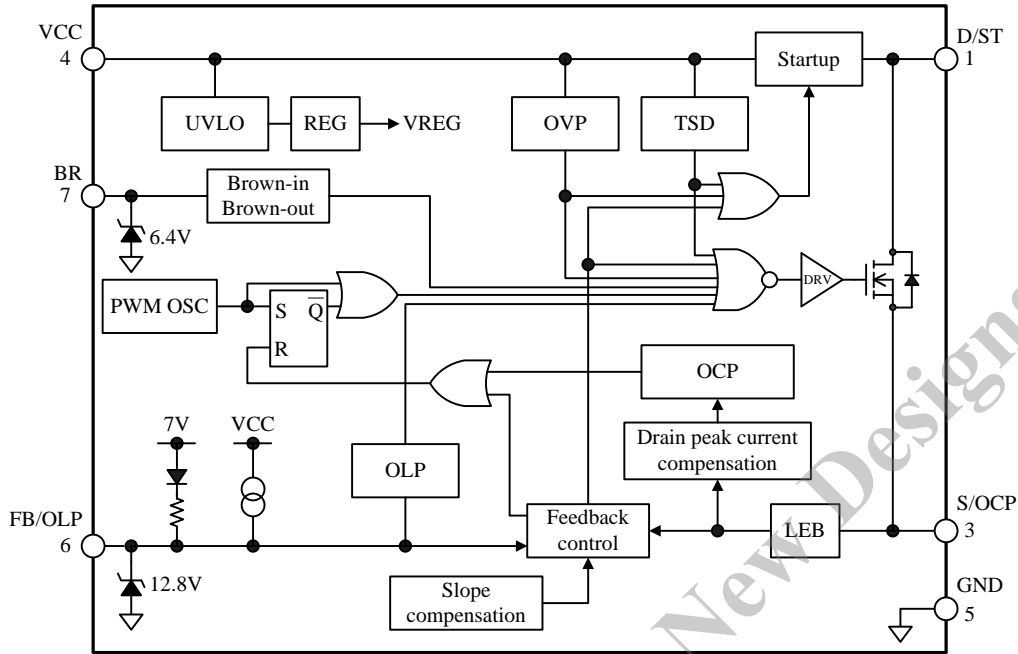 VCC
4
D/ST
1
Startup
UVLO
REG
VREG
OVP
TSD
BR
7
Brown-in
Brown-out
6.4V
PWM OSC
S
Q
R
DRV
OCP
7V
VCC
OLP
Drain peak current
compensation
FB/OLP
6
Feedback
control
LEB
S/OCP
3
12.8V
Slope
compensation
GND
5
New Designs